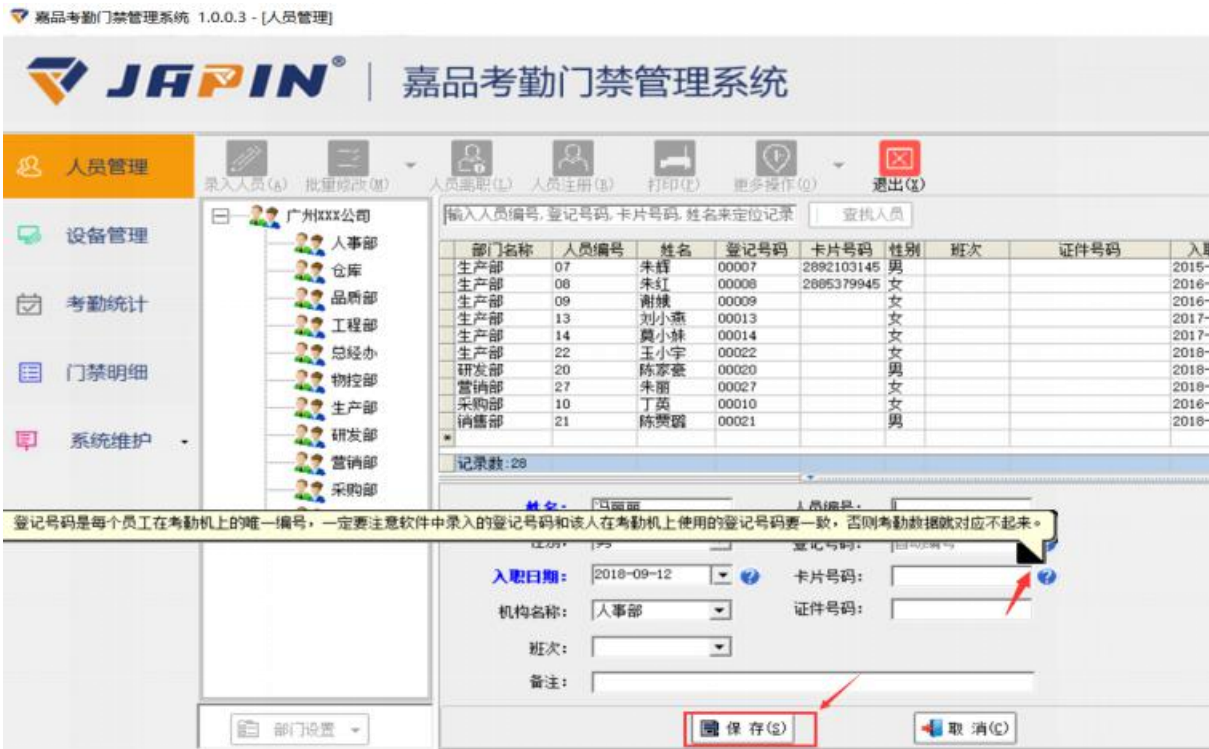 嘉品考勤门禁管理系统 1.0.0.3 - [人员管理]
JAPIN® | 嘉品考勤门禁管理系统
人员管理
设备管理
考勤统计
门禁明细
系统维护
录入人员(A) 批量修改(M) 人员离职(L) 人员注册(B) 打印(P) 更多操作(O) 退出(X)
广州XXX公司
人事部
仓库
品质部
工程部
总经办
物控部
生产部
研发部
营销部
采购部
部门设置
输入人员编号,登记号码,卡片号码,姓名来定位记录 查找人员
部门名称 人员编号 姓名 登记号码 卡片号码 性别 班次 证件号码 入职
生产部 07 朱辉 00007 2892103145 男 2015-
生产部 08 朱红 00008 2885379945 女 2016-
生产部 09 谢娥 00009 女 2016-
生产部 13 刘小燕 00013 女 2017-
生产部 14 莫小妹 00014 女 2017-
生产部 22 玉小宇 00022 女 2018-
研发部 20 陈家豪 00020 男 2018-
营销部 27 朱丽 00027 女 2018-
采购部 10 丁英 00010 女 2016-
销售部 21 陈赞璐 00021 男 2018-
记录数:28
姓名: 冯丽丽 人员编号:
登记号码是每个员工在考勤机上的唯一编号，一定要注意软件中录入的登记号码和该人在考勤机上使用的登记号码要一致，否则考勤数据就对应不起来。
性别: 男 登记号码: 自动编号
入职日期: 2018-09-12 卡片号码:
机构名称: 人事部 证件号码:
班次:
备注:
保 存(S) 取 消(C)